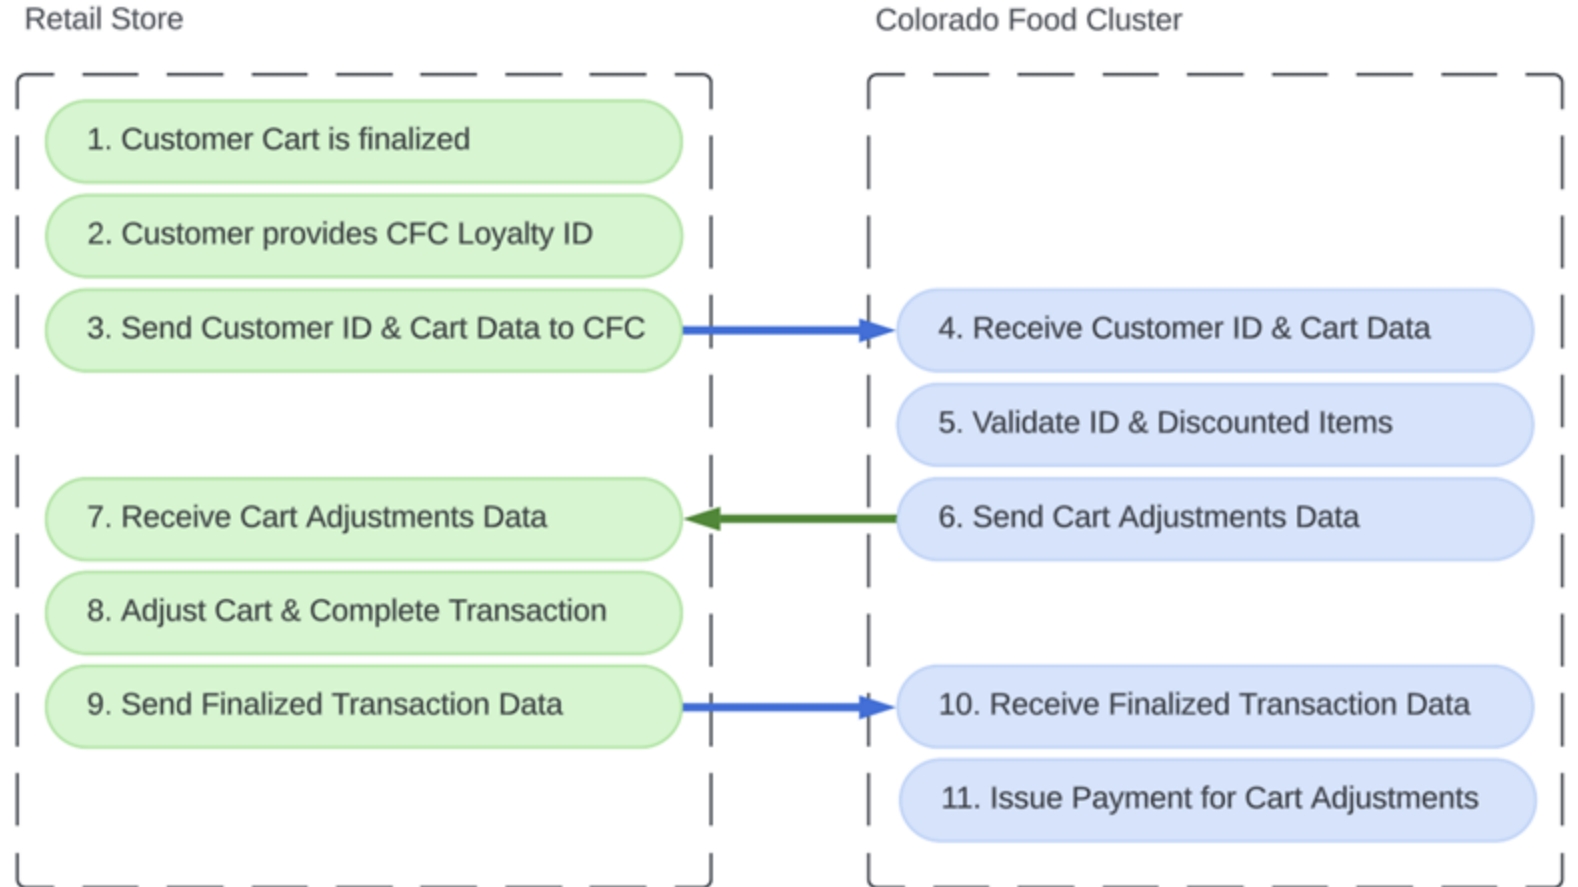 Retail Store
Colorado Food Cluster
1. Customer Cart is finalized
2. Customer provides CFC Loyalty ID
3. Send Customer ID & Cart Data to CFC
4. Receive Customer ID & Cart Data
5. Validate ID & Discounted Items
6. Send Cart Adjustments Data
7. Receive Cart Adjustments Data
8. Adjust Cart & Complete Transaction
9. Send Finalized Transaction Data
10. Receive Finalized Transaction Data
11. Issue Payment for Cart Adjustments